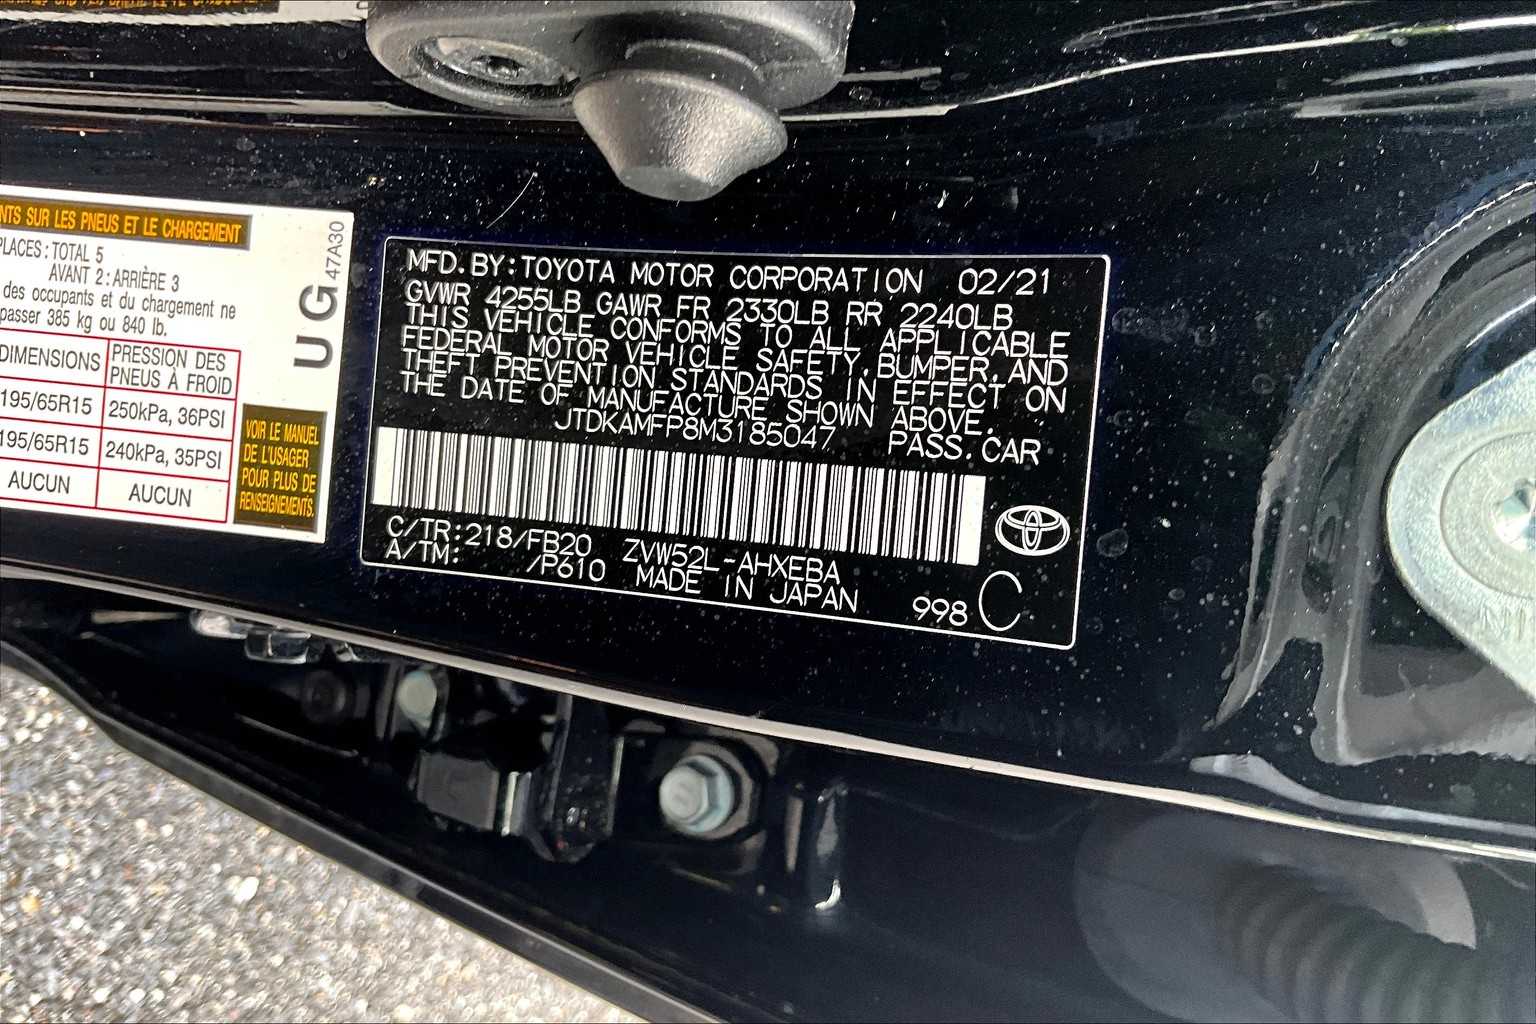 NTS SUR LES PNEUS ET LE CHARGEMENT
PLACES : TOTAL 5
AVANT 2 : ARRIÈRE 3
des occupants et du chargement ne
passer 385 kg ou 840 lb.
DIMENSIONS PRESSION DES PNEUS À FROID
195/65R15 250kPa, 36PSI
195/65R15 240kPa, 35PSI
AUCUN AUCUN
UG 47A30
VOIR LE MANUEL
DE L'USAGER
POUR PLUS DE
RENSEIGNEMENTS.
MFD. BY: TOYOTA MOTOR CORPORATION 02/21
GVWR 4255LB GAWR FR 2330LB RR 2240LB
THIS VEHICLE CONFORMS TO ALL APPLICABLE
FEDERAL MOTOR VEHICLE SAFETY, BUMPER, AND
THEFT PREVENTION STANDARDS IN EFFECT ON
THE DATE OF MANUFACTURE SHOWN ABOVE.
JTDKAMFP8M3185047 PASS. CAR
C/TR: 218/FB20 ZVW52L-AHXEBA
A/TM: /P610 MADE IN JAPAN 998 C